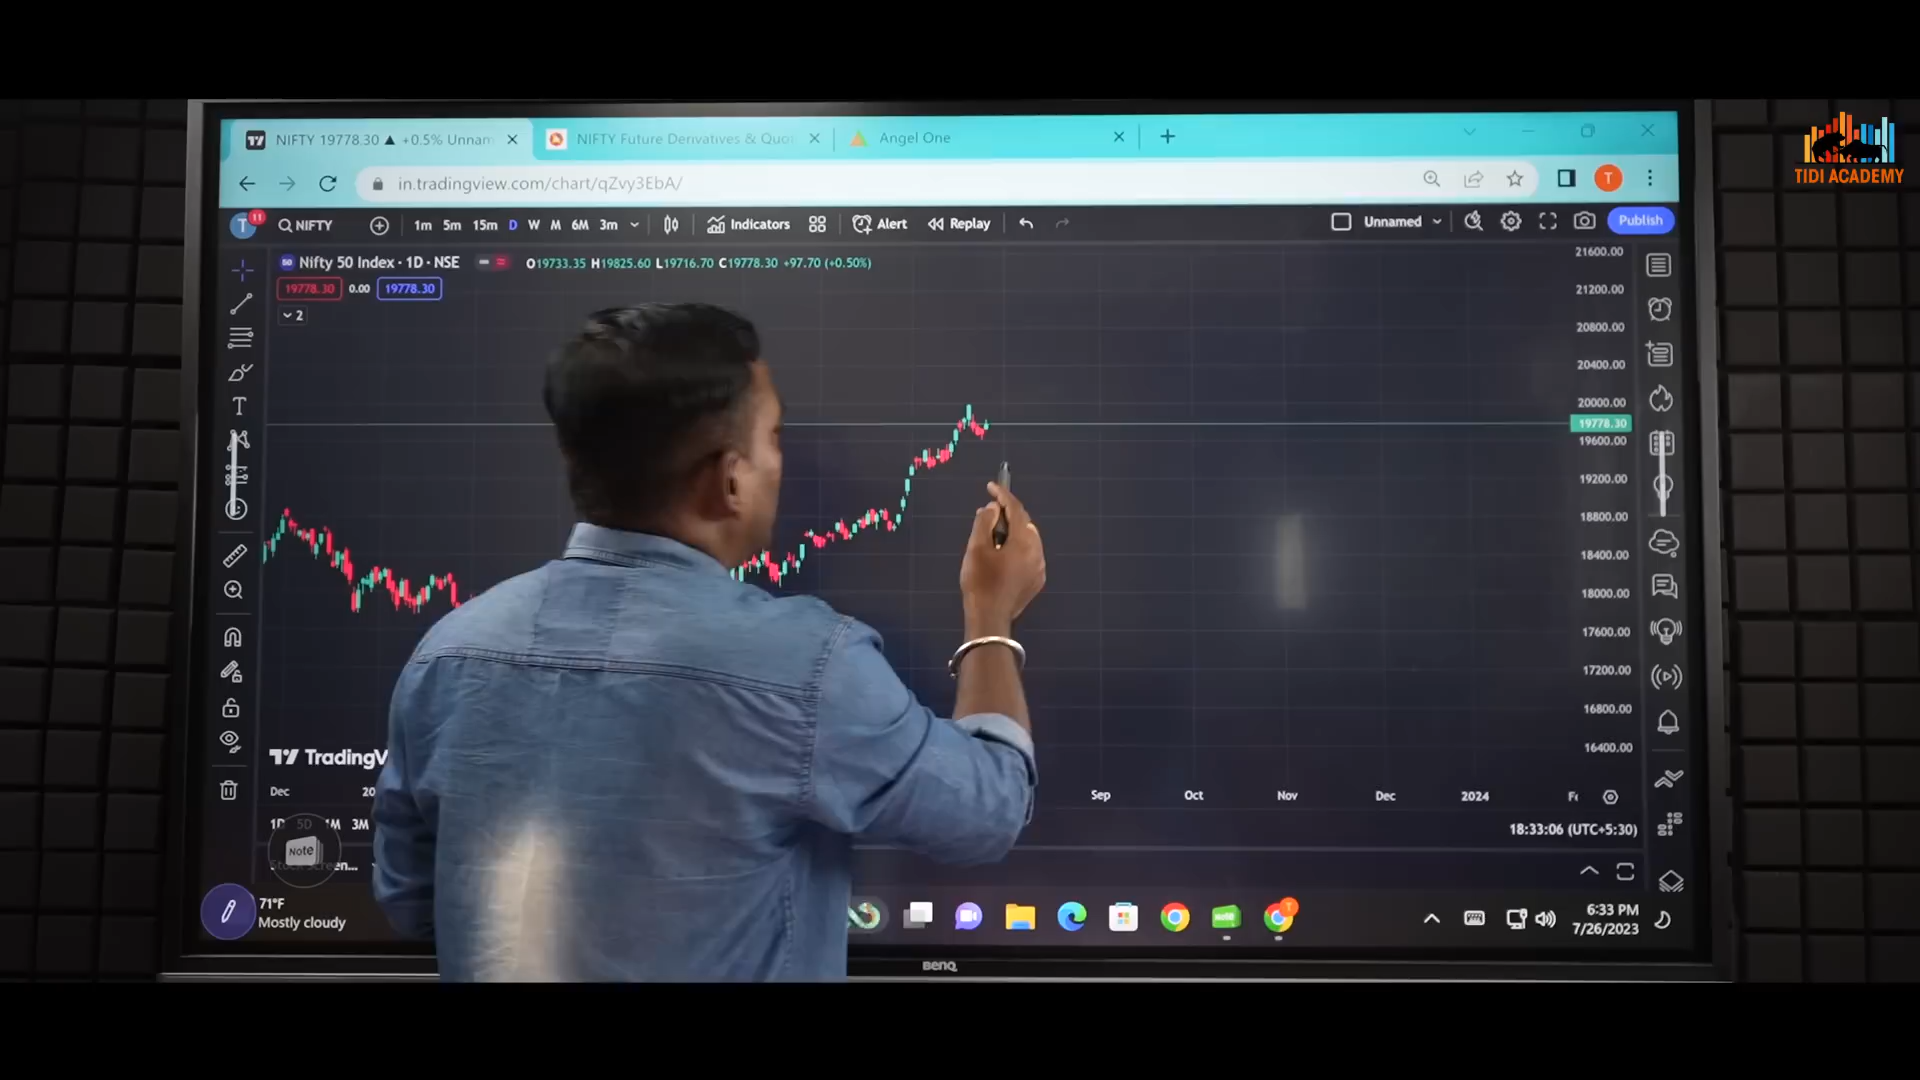 NIFTY 19778.30 ▲ +0.5% Unnam
NIFTY Future Derivatives & Quo
Angel One
in.tradingview.com/chart/qZvy3EbA/
T
TIDI ACADEMY
T 11
NIFTY
1m 5m 15m D W M 6M 3m
Indicators
Alert
Replay
Unnamed
Publish
Nifty 50 Index · 1D · NSE
O19733.35 H19825.60 L19716.70 C19778.30 +97.70 (+0.50%)
19778.30 0.00 19778.30
2
21600.00
21200.00
20800.00
20400.00
20000.00
19778.30
19600.00
19200.00
18800.00
18400.00
18000.00
17600.00
17200.00
16800.00
16400.00
TradingV
Dec 20 Sep Oct Nov Dec 2024
1D 5D 1M 3M
18:33:06 (UTC+5:30)
Note
71°F
Mostly cloudy
6:33 PM
7/26/2023
BenQ